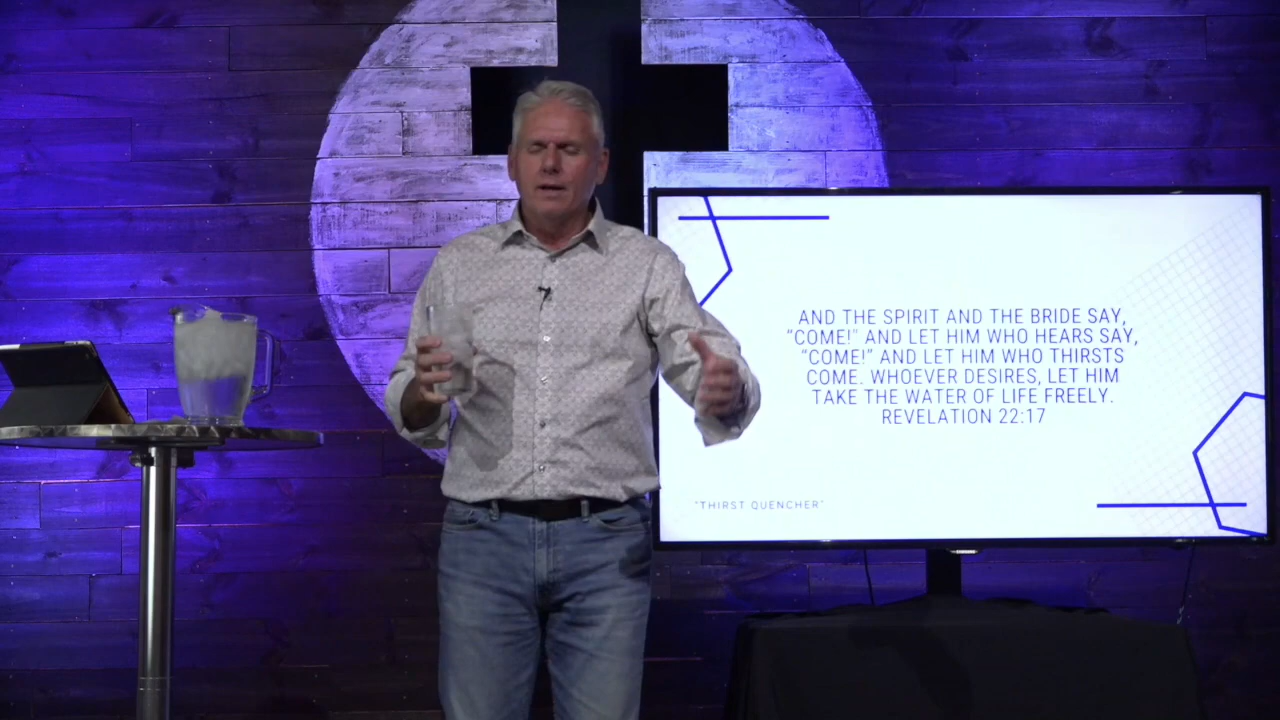 AND THE SPIRIT AND THE BRIDE SAY,
“COME!” AND LET HIM WHO HEARS SAY,
“COME!” AND LET HIM WHO THIRSTS
COME. WHOEVER DESIRES, LET HIM
TAKE THE WATER OF LIFE FREELY.
REVELATION 22:17
"THIRST QUENCHER"